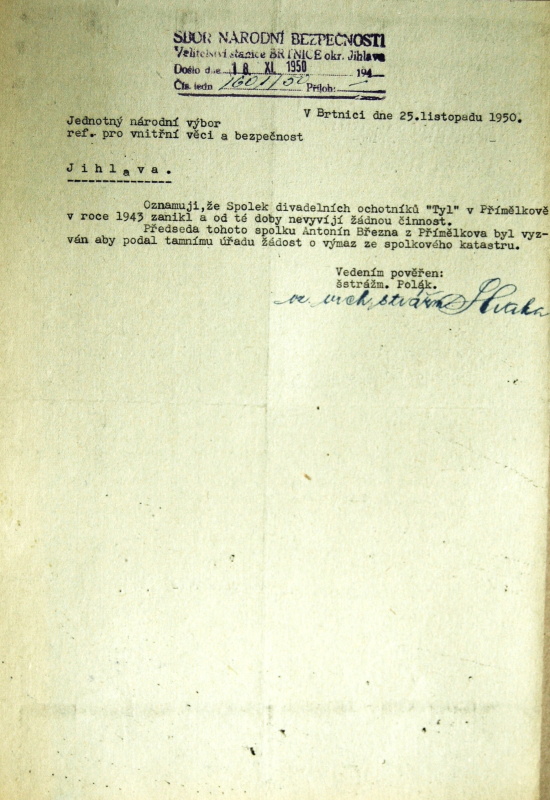 SBOR NÁRODNÍ BEZPEČNOSTI
Velitelství stanice BRTNICE okr. Jihlava
Došlo dne 18. XI. 1950 194
Čís. jedn. 1601/50 Příloh:
V Brtnici dne 25.listopadu 1950.
Jednotný národní výbor
ref. pro vnitřní věci a bezpečnost
J i h l a v a .
Oznamuji,že Spolek divadelních ochotníků "Tyl" v Přímělkově
v roce 1943 zanikl a od té doby nevyvíjí žádnou činnost.
Předseda tohoto spolku Antonín Března z Přímělkova byl vyz-
ván aby podal tamnímu úřadu žádost o výmaz ze spolkového katastru.
Vedením pověřen:
šstrážm. Polák.